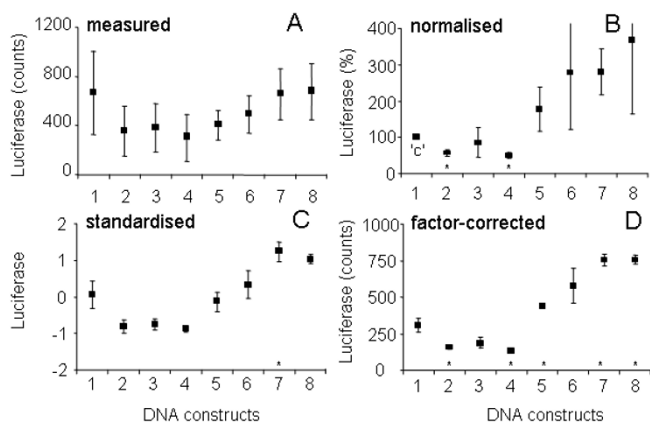 measured
A
Luciferase (counts)
1200
800
400
0
1 2 3 4 5 6 7 8
normalised
B
Luciferase (%)
400
300
200
100
0
'c'
* *
1 2 3 4 5 6 7 8
standardised
C
Luciferase
2
1
0
-1
-2
*
1 2 3 4 5 6 7 8
DNA constructs
factor-corrected
D
Luciferase (counts)
1000
750
500
250
0
* * * * *
1 2 3 4 5 6 7 8
DNA constructs